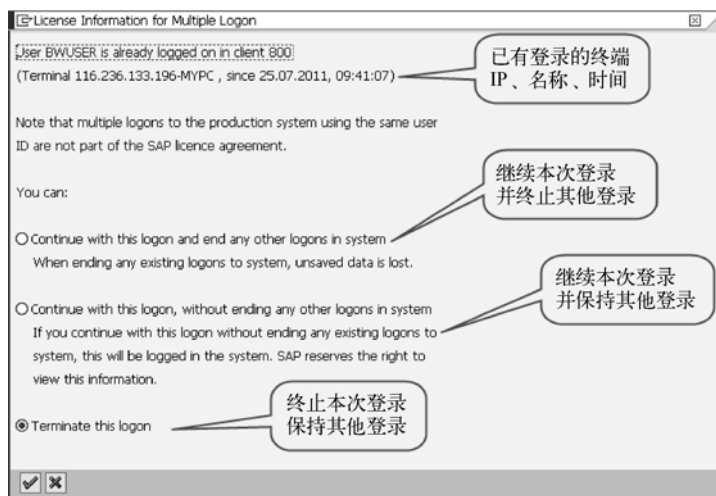 License Information for Multiple Logon
User BWUSER is already logged on in client 800
(Terminal 116.236.133.196-MYPC , since 25.07.2011, 09:41:07)
已有登录的终端
IP、名称、时间
Note that multiple logons to the production system using the same user
ID are not part of the SAP licence agreement.
You can:
继续本次登录
并终止其他登录
Continue with this logon and end any other logons in system
When ending any existing logons to system, unsaved data is lost.
继续本次登录
并保持其他登录
Continue with this logon, without ending any other logons in system
If you continue with this logon without ending any existing logons to
system, this will be logged in the system. SAP reserves the right to
view this information.
终止本次登录
保持其他登录
Terminate this logon